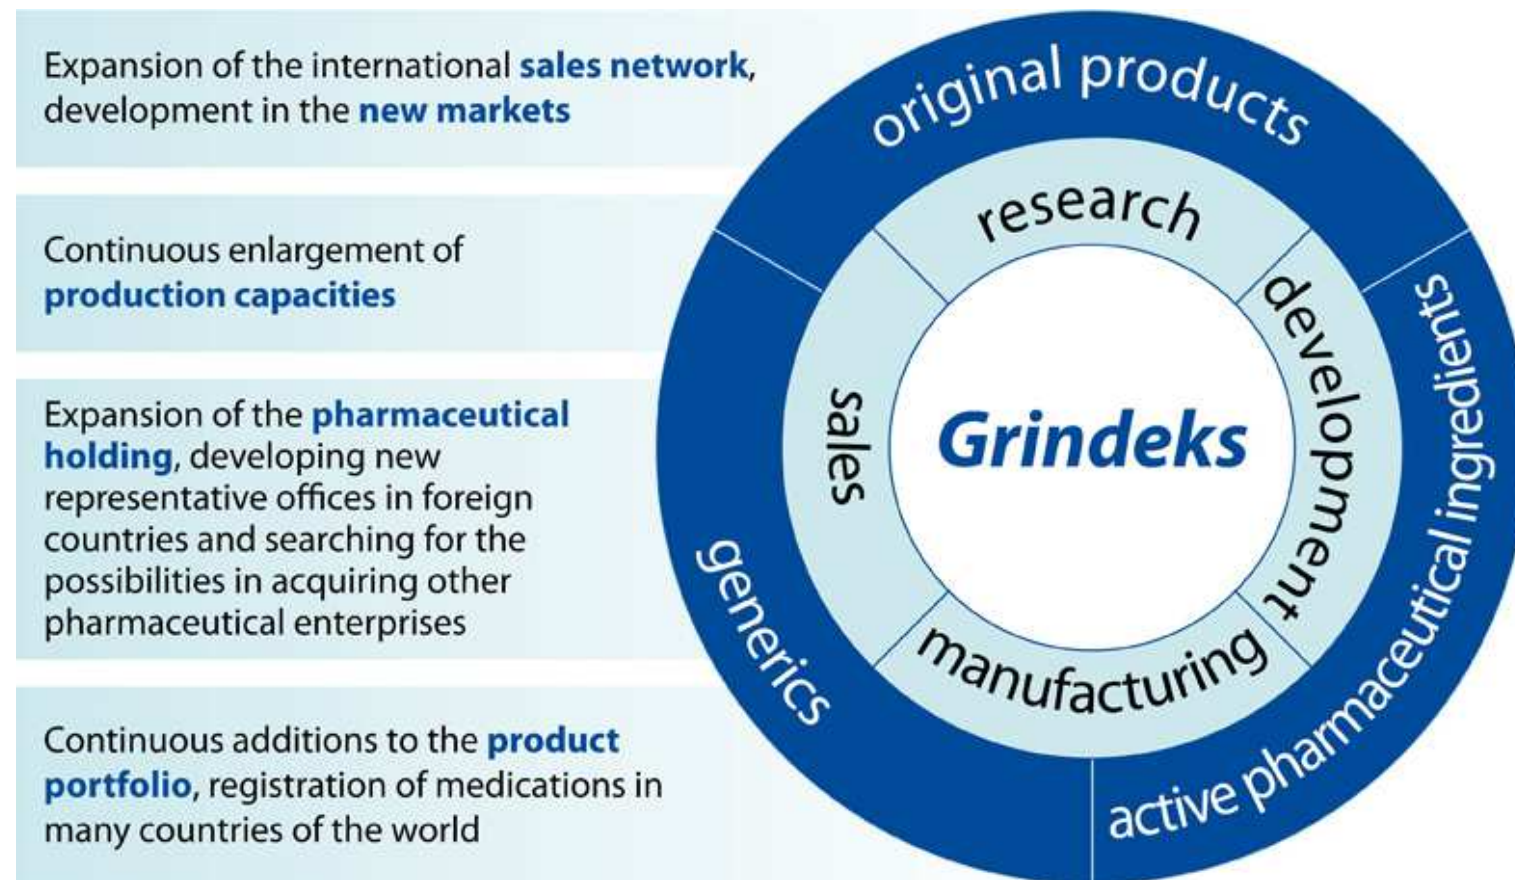 Expansion of the international sales network,
development in the new markets
Continuous enlargement of
production capacities
Expansion of the pharmaceutical
holding, developing new
representative offices in foreign
countries and searching for the
possibilities in acquiring other
pharmaceutical enterprises
Continuous additions to the product
portfolio, registration of medications in
many countries of the world
original products
active pharmaceutical ingredients
generics
research
development
manufacturing
sales
Grindeks